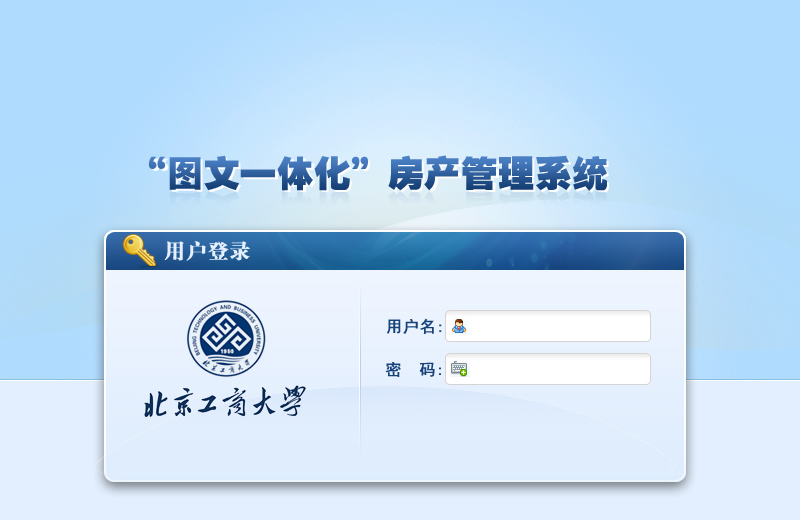 “图文一体化”房产管理系统
用户登录
BEIJING TECHNOLOGY AND BUSINESS UNIVERSITY
1950
北京工商大学
北京工商大學
用户名:
密 码: